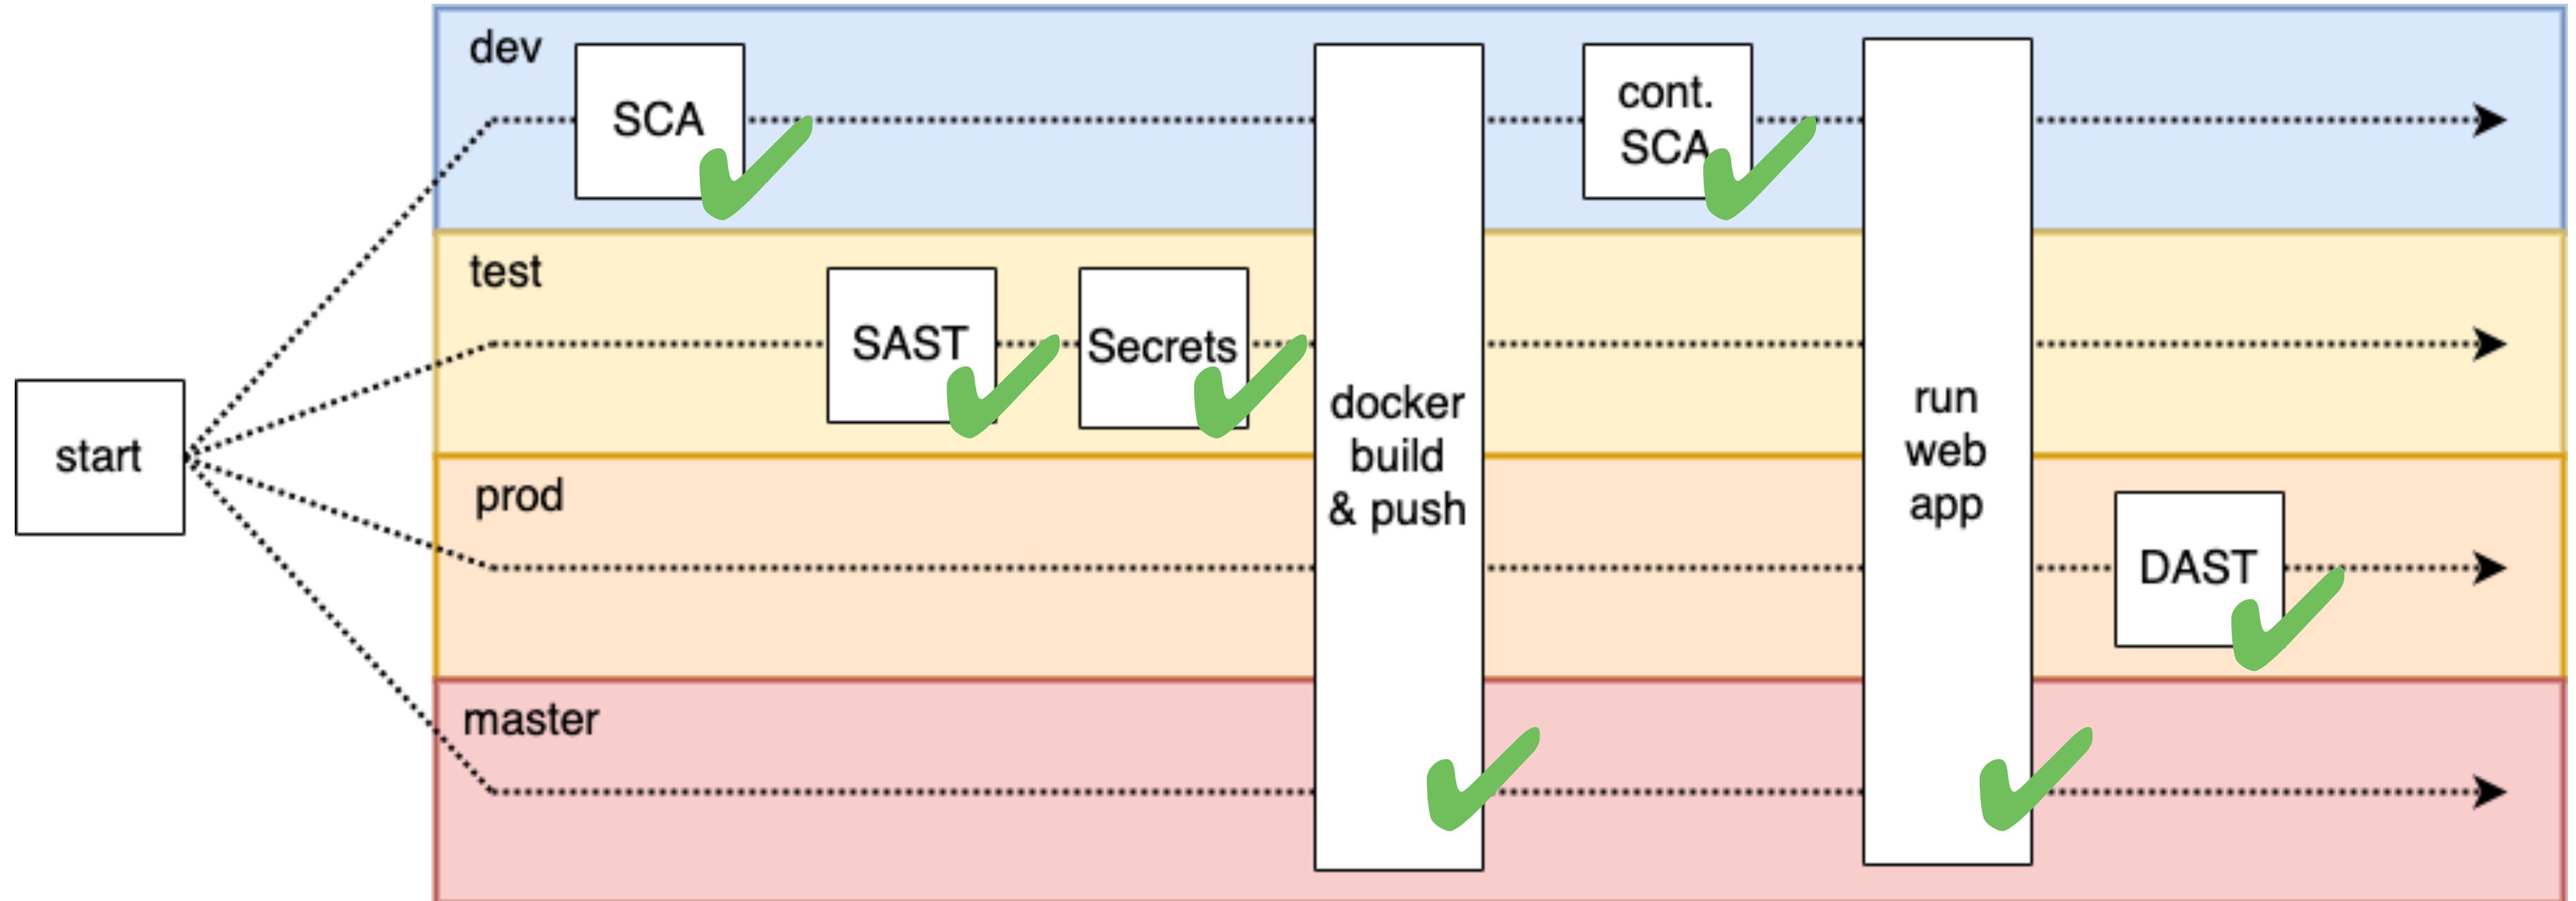 dev
SCA
cont.
SCA
test
SAST
Secrets
start
docker
build
& push
run
web
app
prod
DAST
master